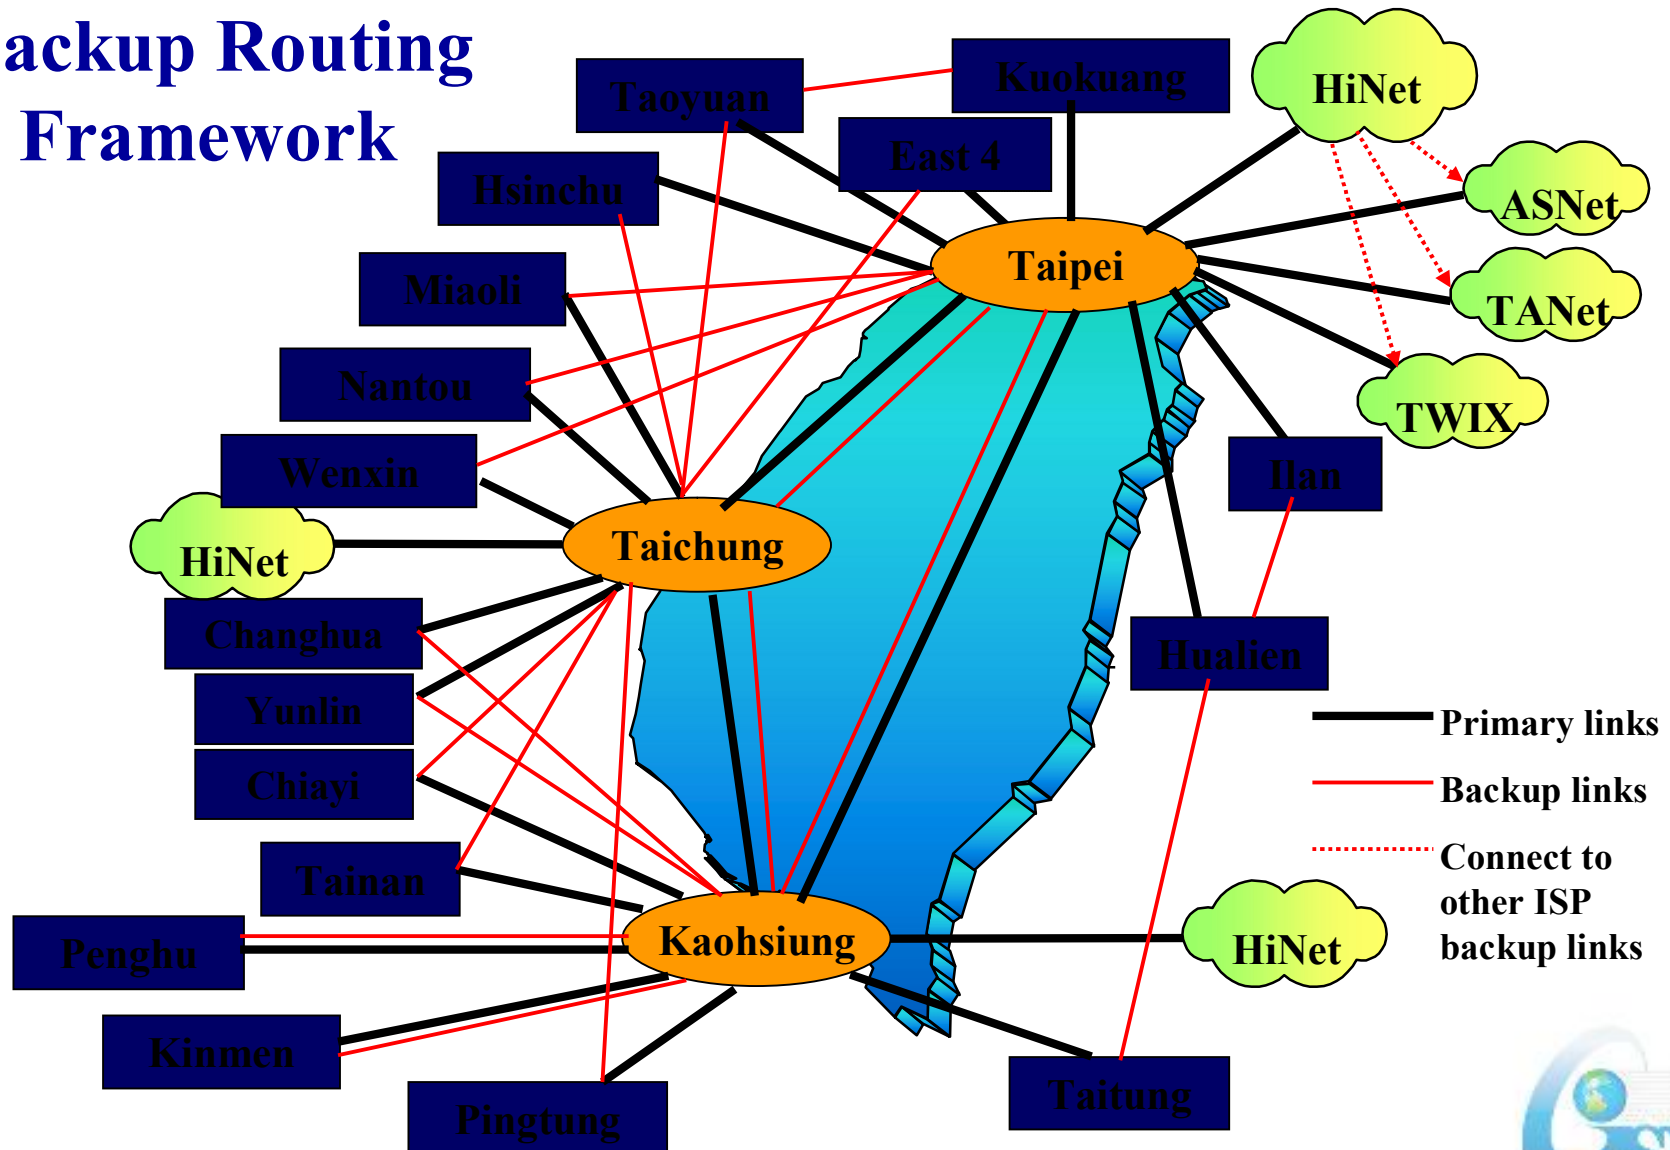 ackup Routing
Framework
Kuokuang
Taoyuan
HiNet
East 4
Hsinchu
ASNet
Taipei
Miaoli
TANet
Nantou
TWIX
Wenxin
Ilan
Taichung
HiNet
Changhua
Hualien
Yunlin
Primary links
Chiayi
Backup links
Tainan
Connect to
other ISP
backup links
Kaohsiung
HiNet
Penghu
Kinmen
Taitung
Pingtung